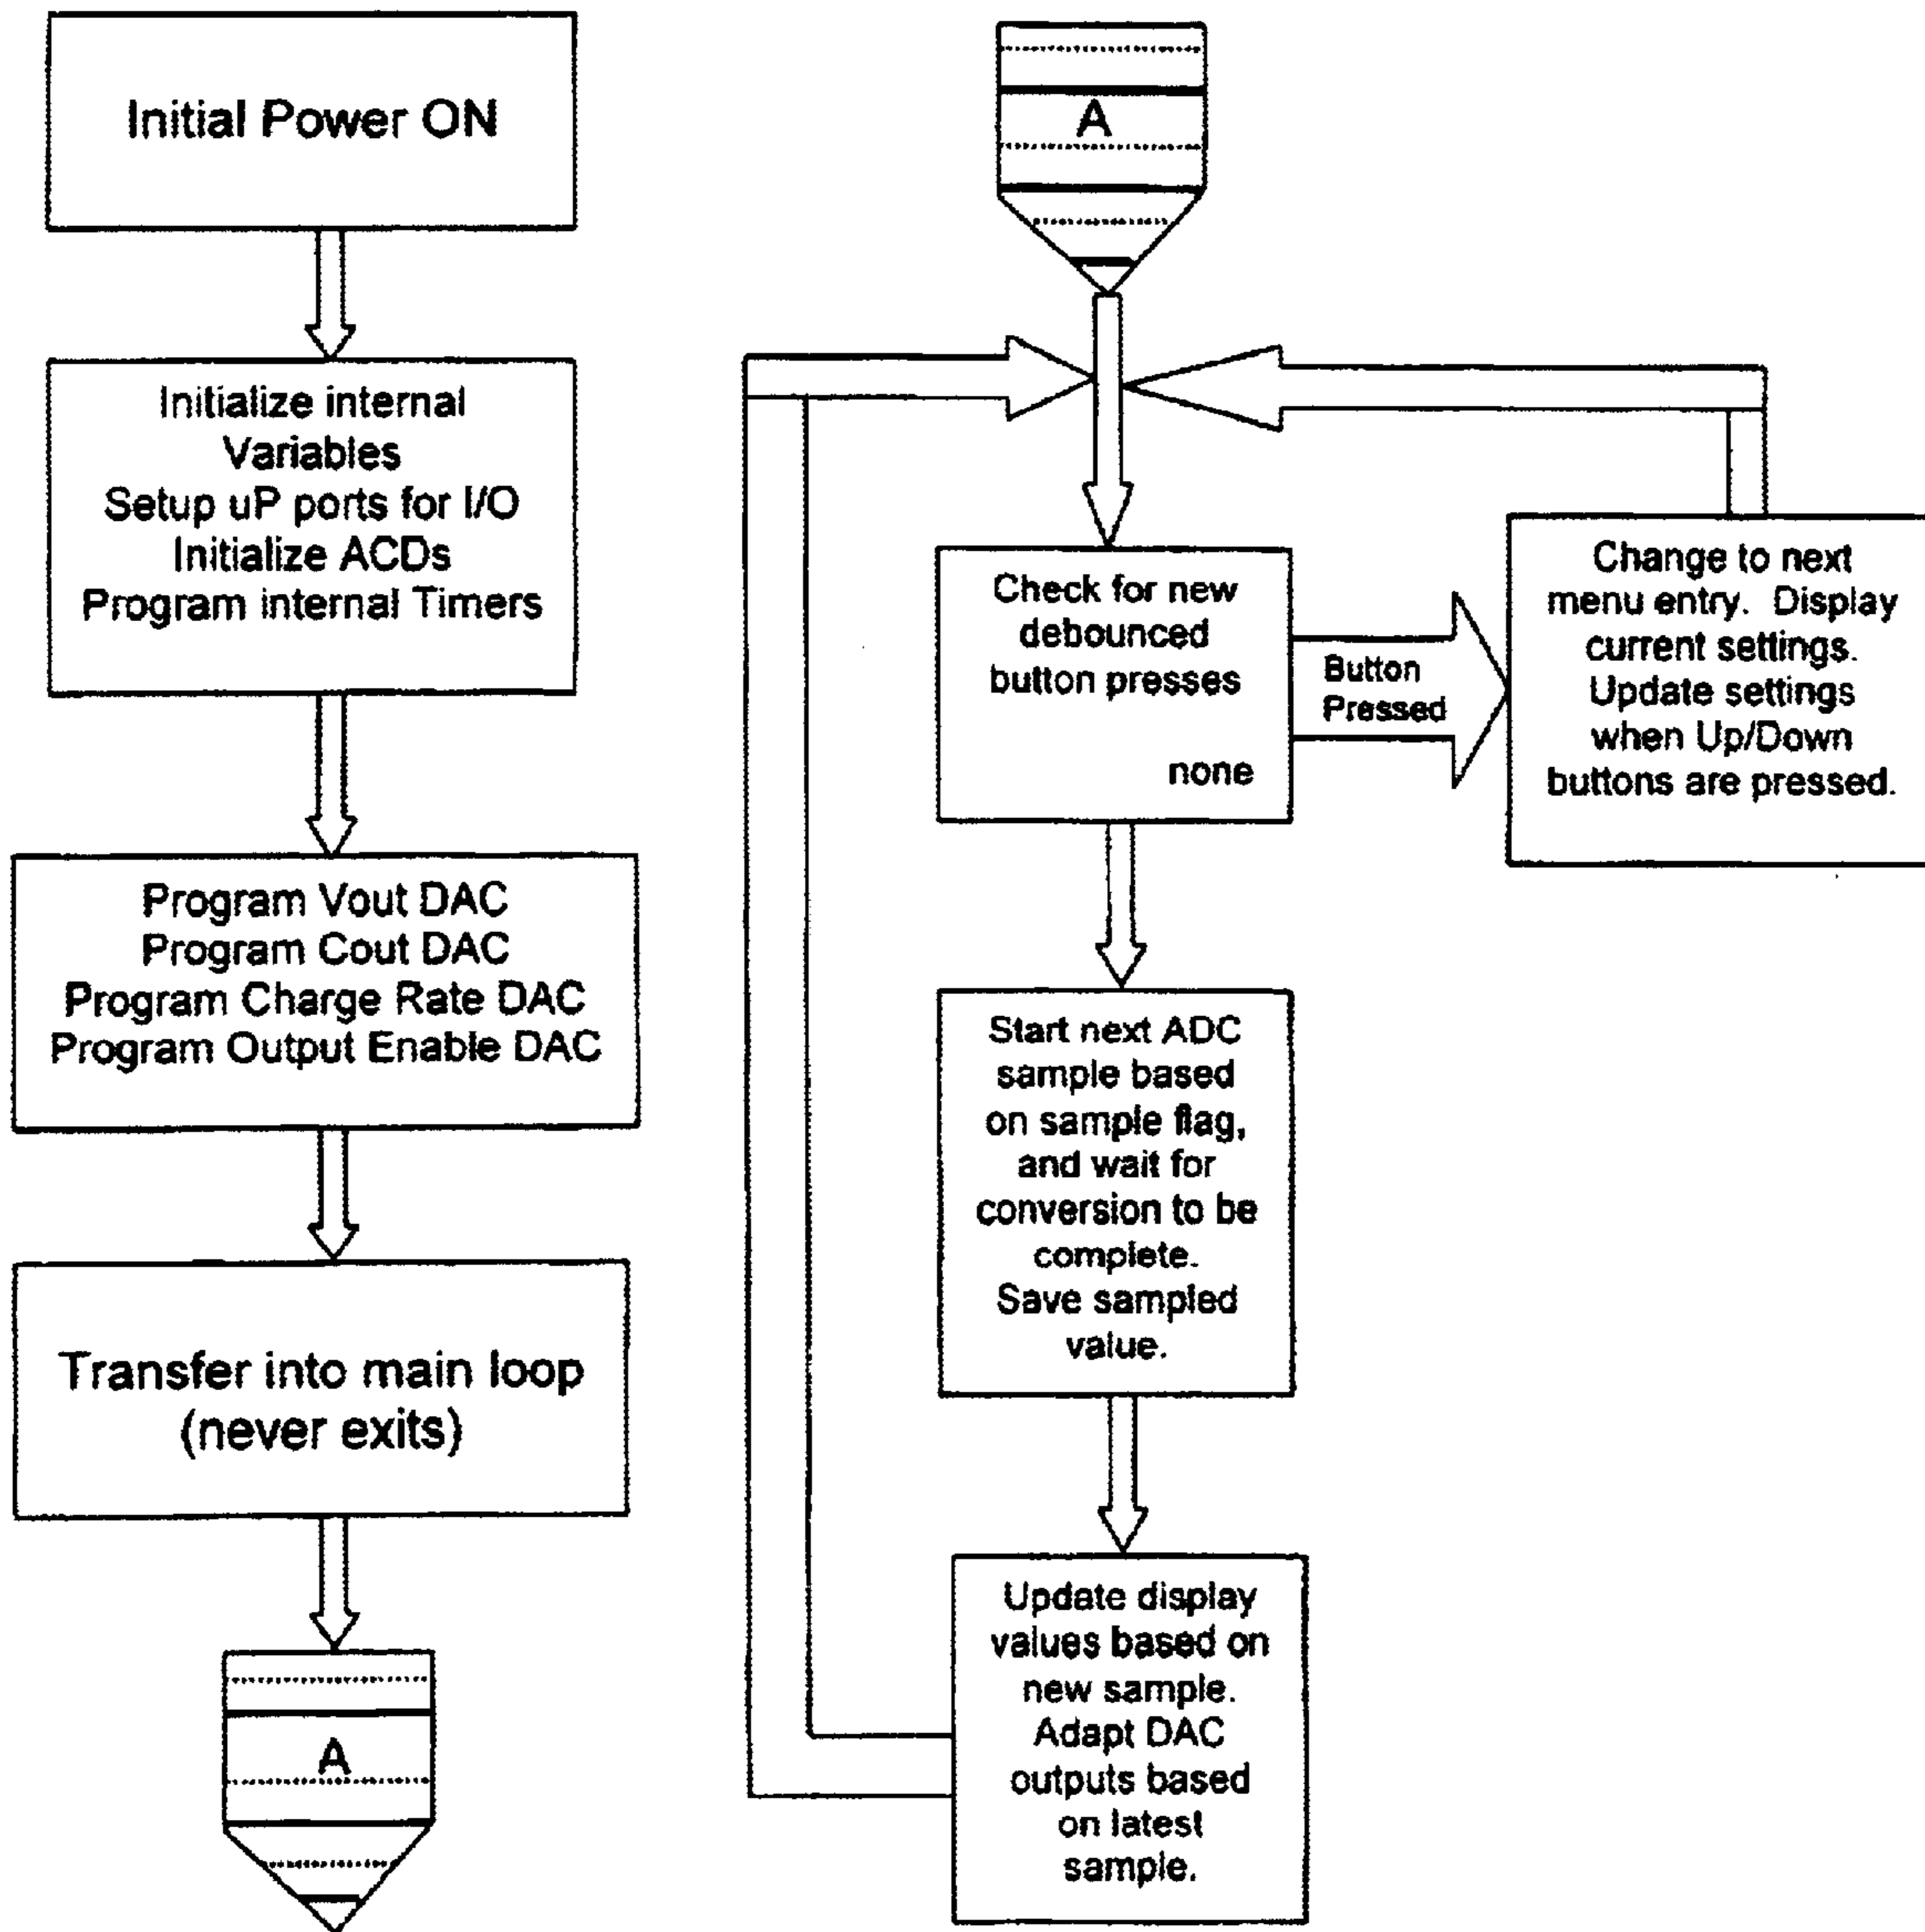 Initial Power ON
Initialize internal
Variables
Setup uP ports for I/O
Initialize ACDs
Program internal Timers
Program Vout DAC
Program Cout DAC
Program Charge Rate DAC
Program Output Enable DAC
Transfer into main loop
(never exits)
A
A
Check for new
debounced
button presses
none
Button
Pressed
Change to next
menu entry. Display
current settings.
Update settings
when Up/Down
buttons are pressed.
Start next ADC
sample based
on sample flag,
and wait for
conversion to be
complete.
Save sampled
value.
Update display
values based on
new sample.
Adapt DAC
outputs based
on latest
sample.